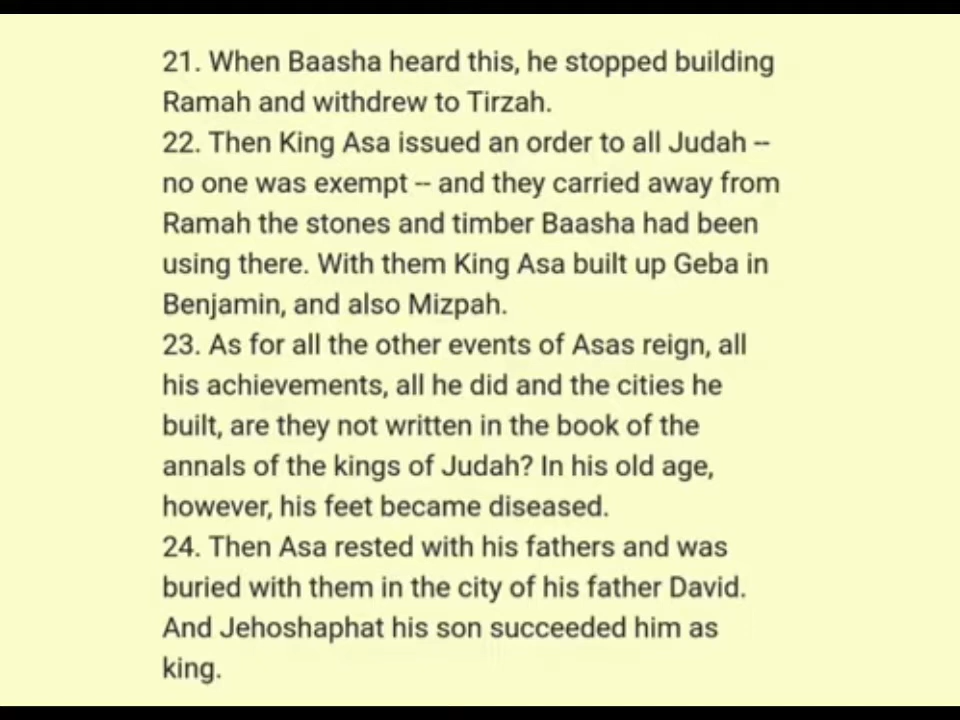 21. When Baasha heard this, he stopped building
Ramah and withdrew to Tirzah.
22. Then King Asa issued an order to all Judah --
no one was exempt -- and they carried away from
Ramah the stones and timber Baasha had been
using there. With them King Asa built up Geba in
Benjamin, and also Mizpah.
23. As for all the other events of Asas reign, all
his achievements, all he did and the cities he
built, are they not written in the book of the
annals of the kings of Judah? In his old age,
however, his feet became diseased.
24. Then Asa rested with his fathers and was
buried with them in the city of his father David.
And Jehoshaphat his son succeeded him as
king.